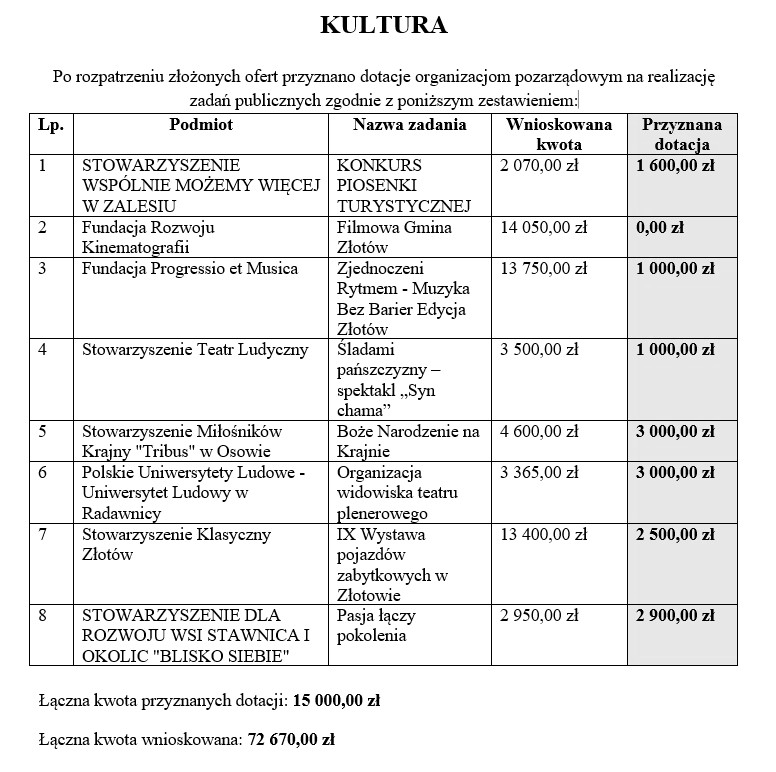 KULTURA
Po rozpatrzeniu złożonych ofert przyznano dotacje organizacjom pozarządowym na realizację
zadań publicznych zgodnie z poniższym zestawieniem:
Lp. Podmiot Nazwa zadania Wnioskowana kwota Przyznana dotacja
1 STOWARZYSZENIE WSPÓLNIE MOŻEMY WIĘCEJ W ZALESIU KONKURS PIOSENKI TURYSTYCZNEJ 2 070,00 zł 1 600,00 zł
2 Fundacja Rozwoju Kinematografii Filmowa Gmina Złotów 14 050,00 zł 0,00 zł
3 Fundacja Progressio et Musica Zjednoczeni Rytmem - Muzyka Bez Barier Edycja Złotów 13 750,00 zł 1 000,00 zł
4 Stowarzyszenie Teatr Ludyczny Śladami pańszczyzny – spektakl „Syn chama” 3 500,00 zł 1 000,00 zł
5 Stowarzyszenie Miłośników Krajny "Tribus" w Osowie Boże Narodzenie na Krajnie 4 600,00 zł 3 000,00 zł
6 Polskie Uniwersytety Ludowe - Uniwersytet Ludowy w Radawnicy Organizacja widowiska teatru plenerowego 3 365,00 zł 3 000,00 zł
7 Stowarzyszenie Klasyczny Złotów IX Wystawa pojazdów zabytkowych w Złotowie 13 400,00 zł 2 500,00 zł
8 STOWARZYSZENIE DLA ROZWOJU WSI STAWNICA I OKOLIC "BLISKO SIEBIE" Pasja łączy pokolenia 2 950,00 zł 2 900,00 zł
Łączna kwota przyznanych dotacji: 15 000,00 zł
Łączna kwota wnioskowana: 72 670,00 zł